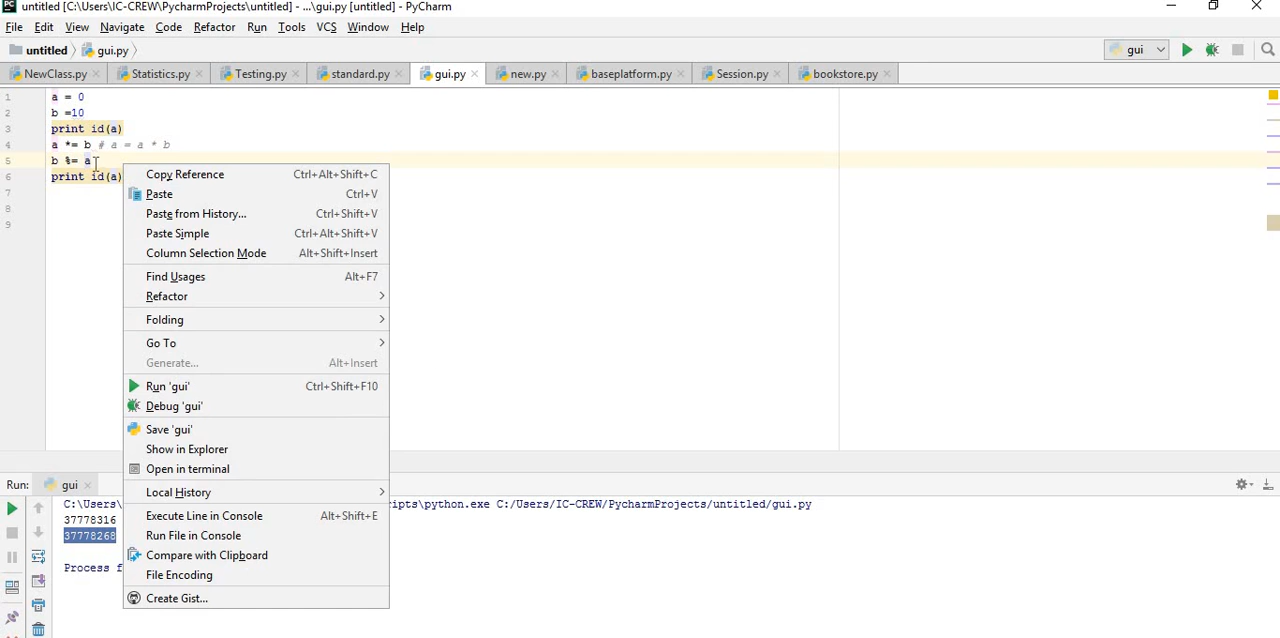 untitled [C:\Users\IC-CREW\PycharmProjects\untitled] - ...\gui.py [untitled] - PyCharm
File Edit View Navigate Code Refactor Run Tools VCS Window Help
untitled gui.py gui
NewClass.py Statistics.py Testing.py standard.py gui.py new.py baseplatform.py Session.py bookstore.py
1 a = 0
2 b =10
3 print id(a)
4 a *= b # a = a * b
5 b %= a
6 print id(a)
7
8
9
Copy Reference Ctrl+Alt+Shift+C
Paste Ctrl+V
Paste from History... Ctrl+Shift+V
Paste Simple Ctrl+Alt+Shift+V
Column Selection Mode Alt+Shift+Insert
Find Usages Alt+F7
Refactor
Folding
Go To
Generate... Alt+Insert
Run 'gui' Ctrl+Shift+F10
Debug 'gui'
Save 'gui'
Show in Explorer
Open in terminal
Local History
Execute Line in Console Alt+Shift+E
Run File in Console
Compare with Clipboard
File Encoding
Create Gist...
Run: gui
C:\Users\ ripts\python.exe C:/Users/IC-CREW/PycharmProjects/untitled/gui.py
37778316
37778268
Process f